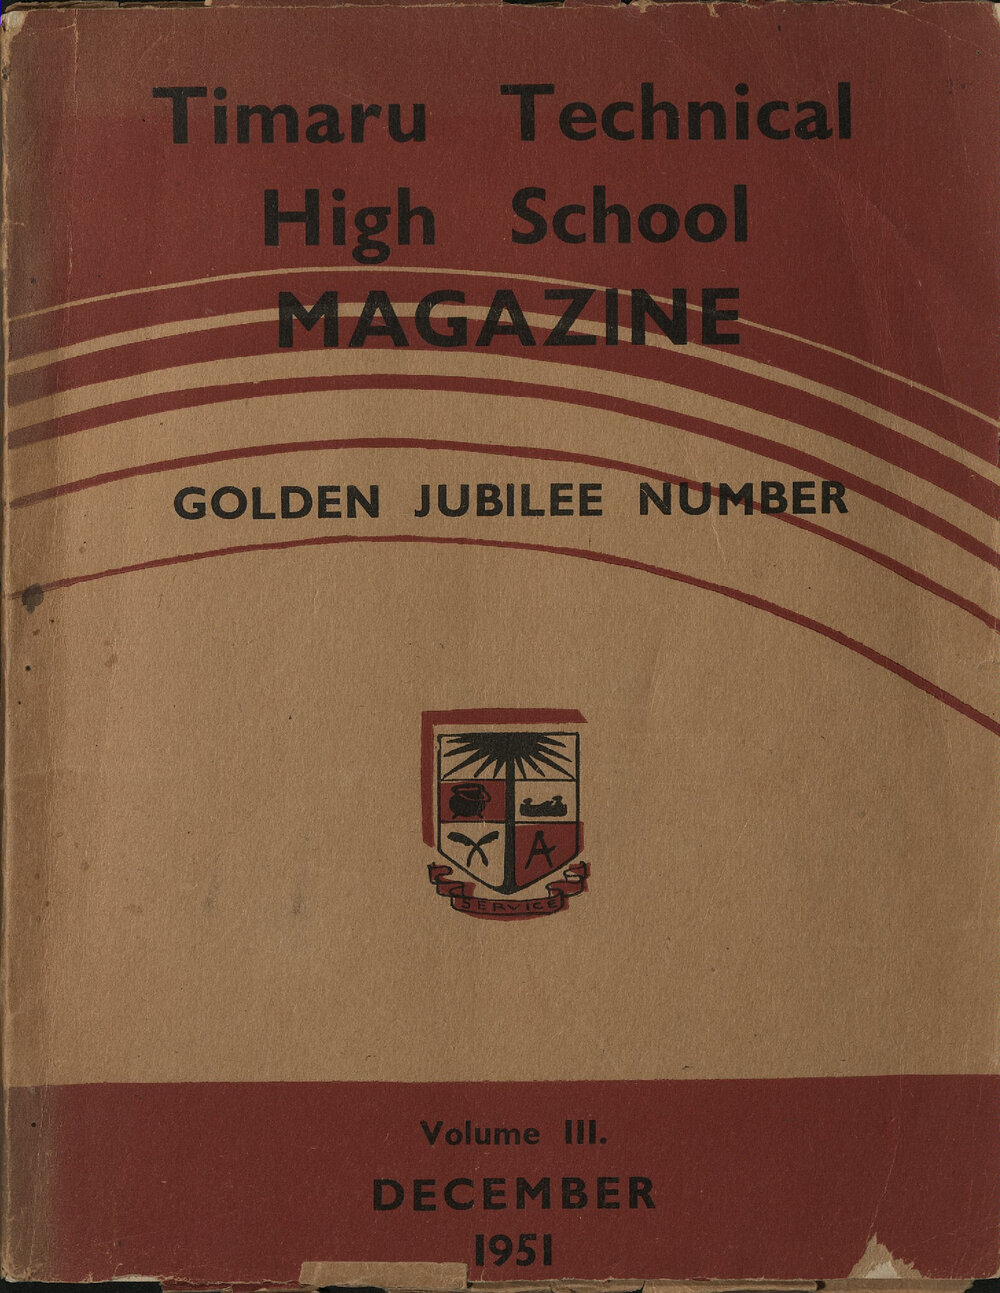 Timaru Technical
High School
MAGAZINE
GOLDEN JUBILEE NUMBER
A
SERVICE
Volume III.
DECEMBER
1951